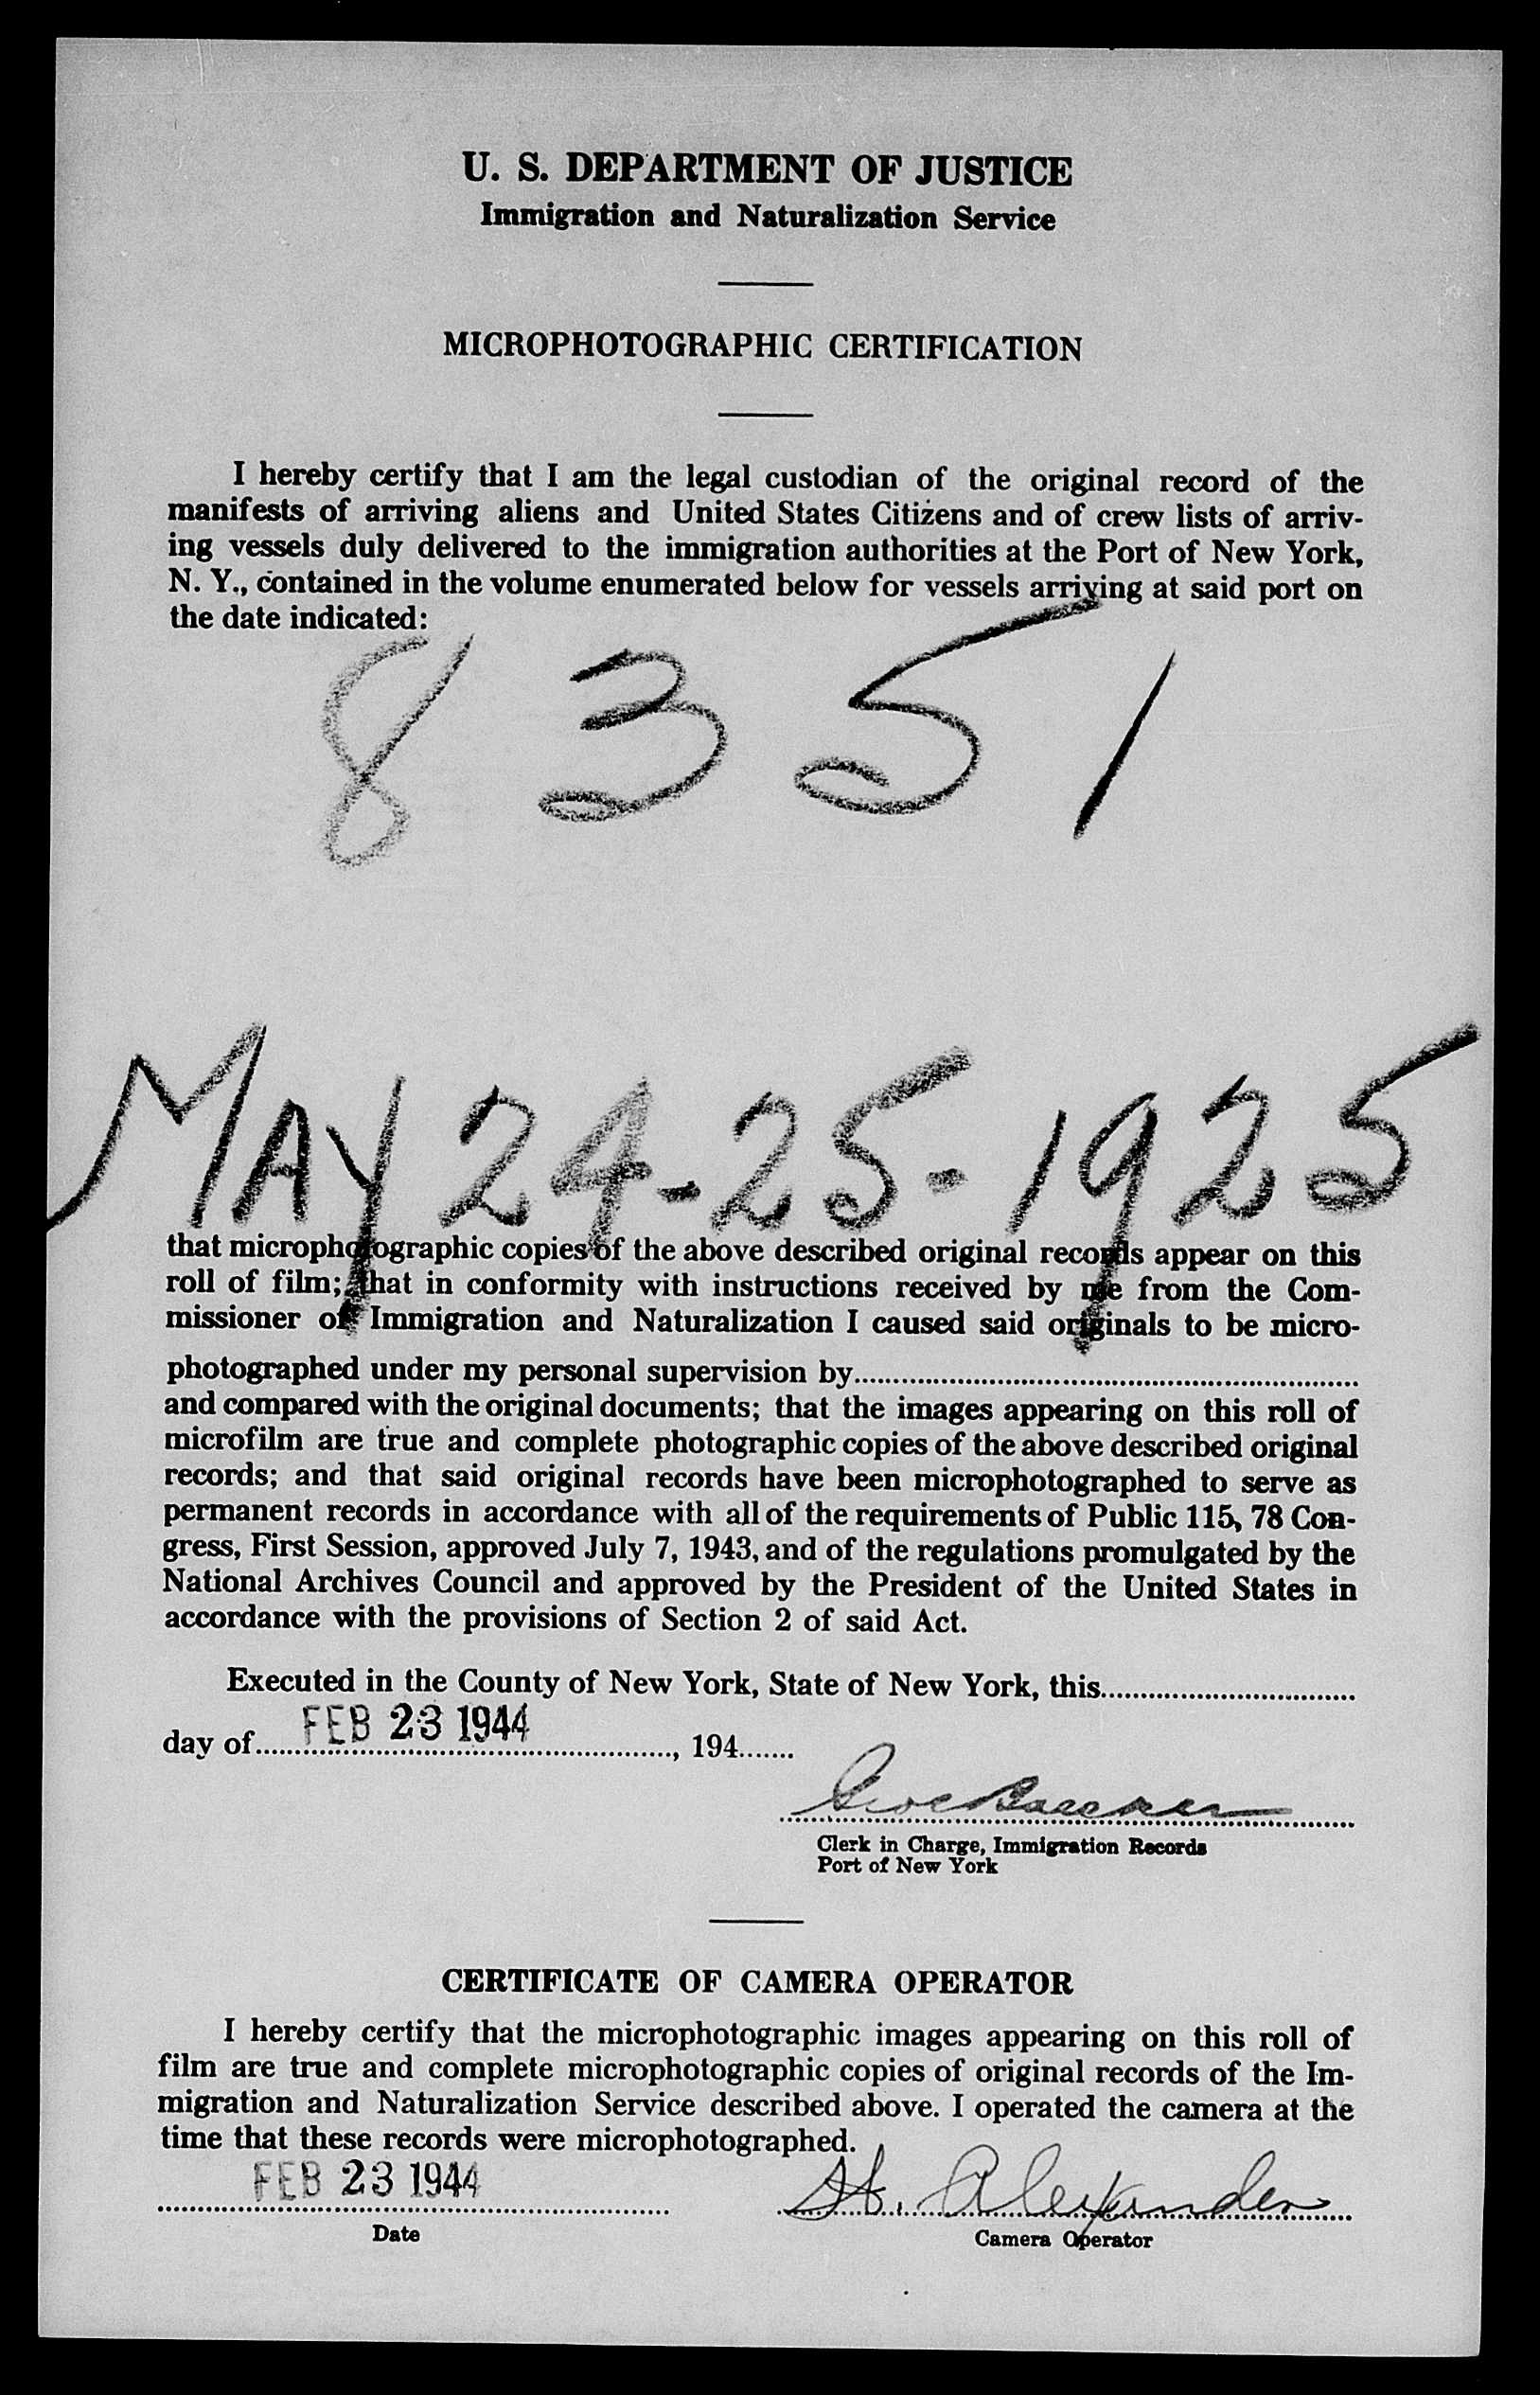 U. S. DEPARTMENT OF JUSTICE
Immigration and Naturalization Service
MICROPHOTOGRAPHIC CERTIFICATION
I hereby certify that I am the legal custodian of the original record of the
manifests of arriving aliens and United States Citizens and of crew lists of arriv-
ing vessels duly delivered to the immigration authorities at the Port of New York,
N. Y., contained in the volume enumerated below for vessels arriving at said port on
the date indicated:
8351
MAY 24-25-1925
that microphotographic copies of the above described original records appear on this
roll of film; that in conformity with instructions received by me from the Com-
missioner of Immigration and Naturalization I caused said originals to be micro-
photographed under my personal supervision by
and compared with the original documents; that the images appearing on this roll of
microfilm are true and complete photographic copies of the above described original
records; and that said original records have been microphotographed to serve as
permanent records in accordance with all of the requirements of Public 115, 78 Con-
gress, First Session, approved July 7, 1943, and of the regulations promulgated by the
National Archives Council and approved by the President of the United States in
accordance with the provisions of Section 2 of said Act.
Executed in the County of New York, State of New York, this
day of FEB 23 1944, 194
Clerk in Charge, Immigration Records
Port of New York
CERTIFICATE OF CAMERA OPERATOR
I hereby certify that the microphotographic images appearing on this roll of
film are true and complete microphotographic copies of original records of the Im-
migration and Naturalization Service described above. I operated the camera at the
time that these records were microphotographed.
FEB 23 1944 Alexander
Date Camera Operator